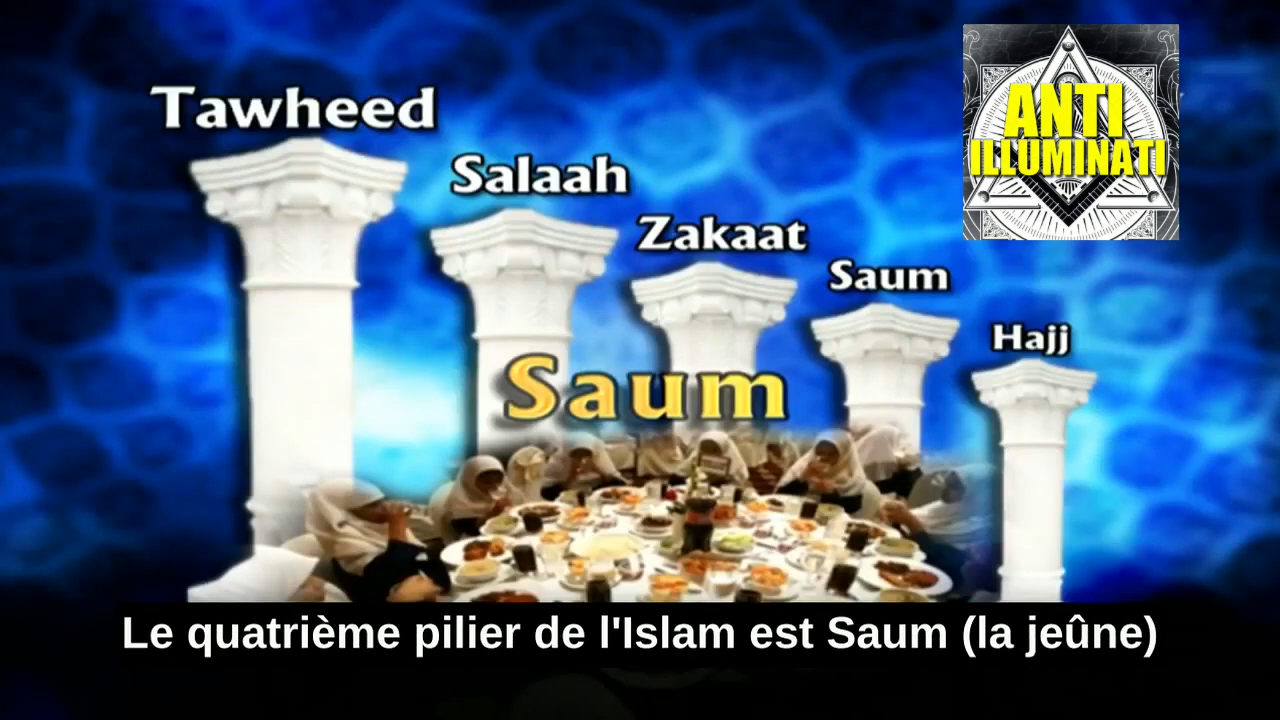 Tawheed
Salaah
Zakaat
Saum
Hajj
ANTI
ILLUMINATI
Saum
Le quatrième pilier de l'Islam est Saum (la jeûne)